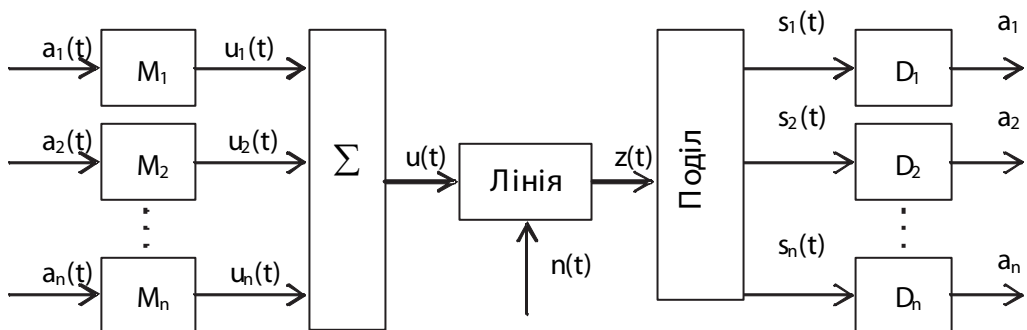 a₁(t) M₁ u₁(t) s₁(t) D₁ a₁
a₂(t) M₂ u₂(t) ∑ u(t) Лінія z(t) Поділ s₂(t) D₂ a₂
n(t)
aₙ(t) Mₙ uₙ(t) sₙ(t) Dₙ aₙ